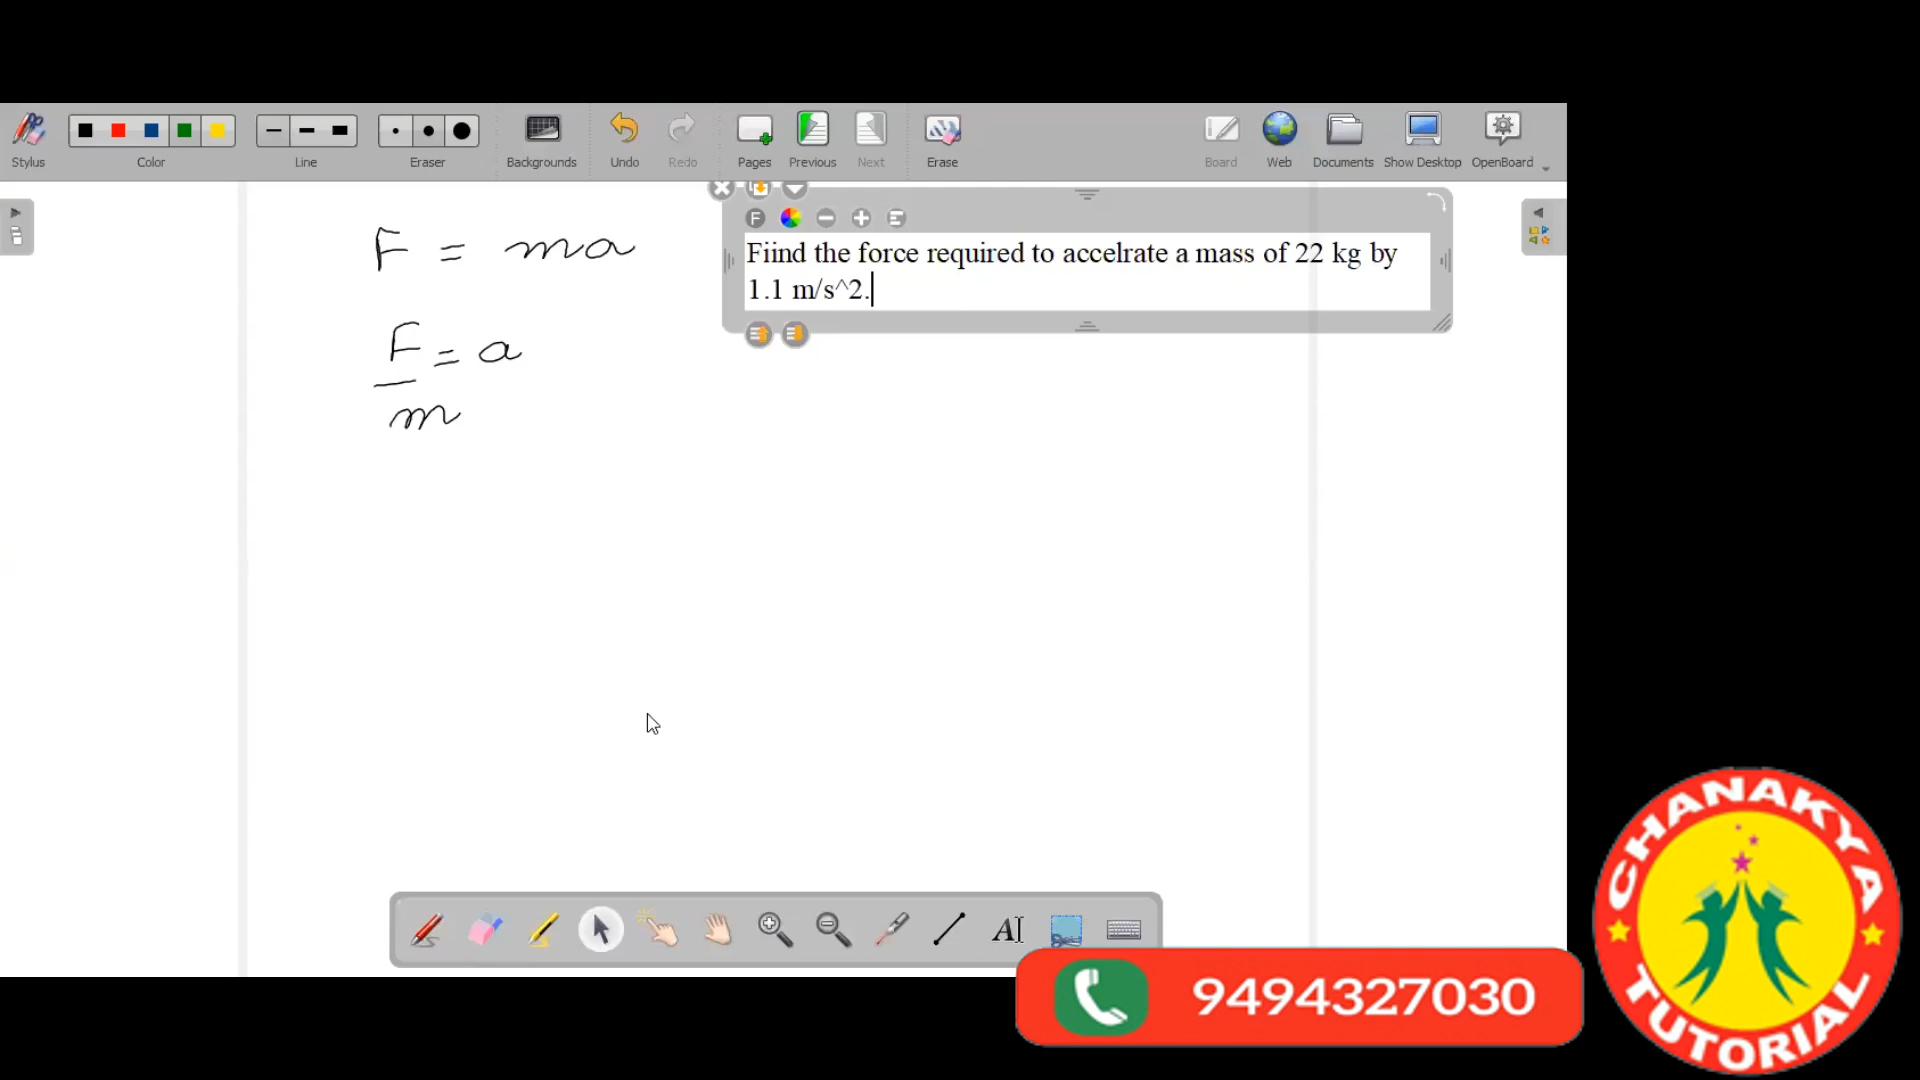 Stylus
Color
Line
Eraser
Backgrounds
Undo
Redo
Pages
Previous
Next
Erase
Board
Web
Documents
Show Desktop
OpenBoard
F
F = ma
Fiind the force required to accelrate a mass of 22 kg by
1.1 m/s^2.
F = a
m
AI
9494327030
CHANAKYA
TUTORIAL